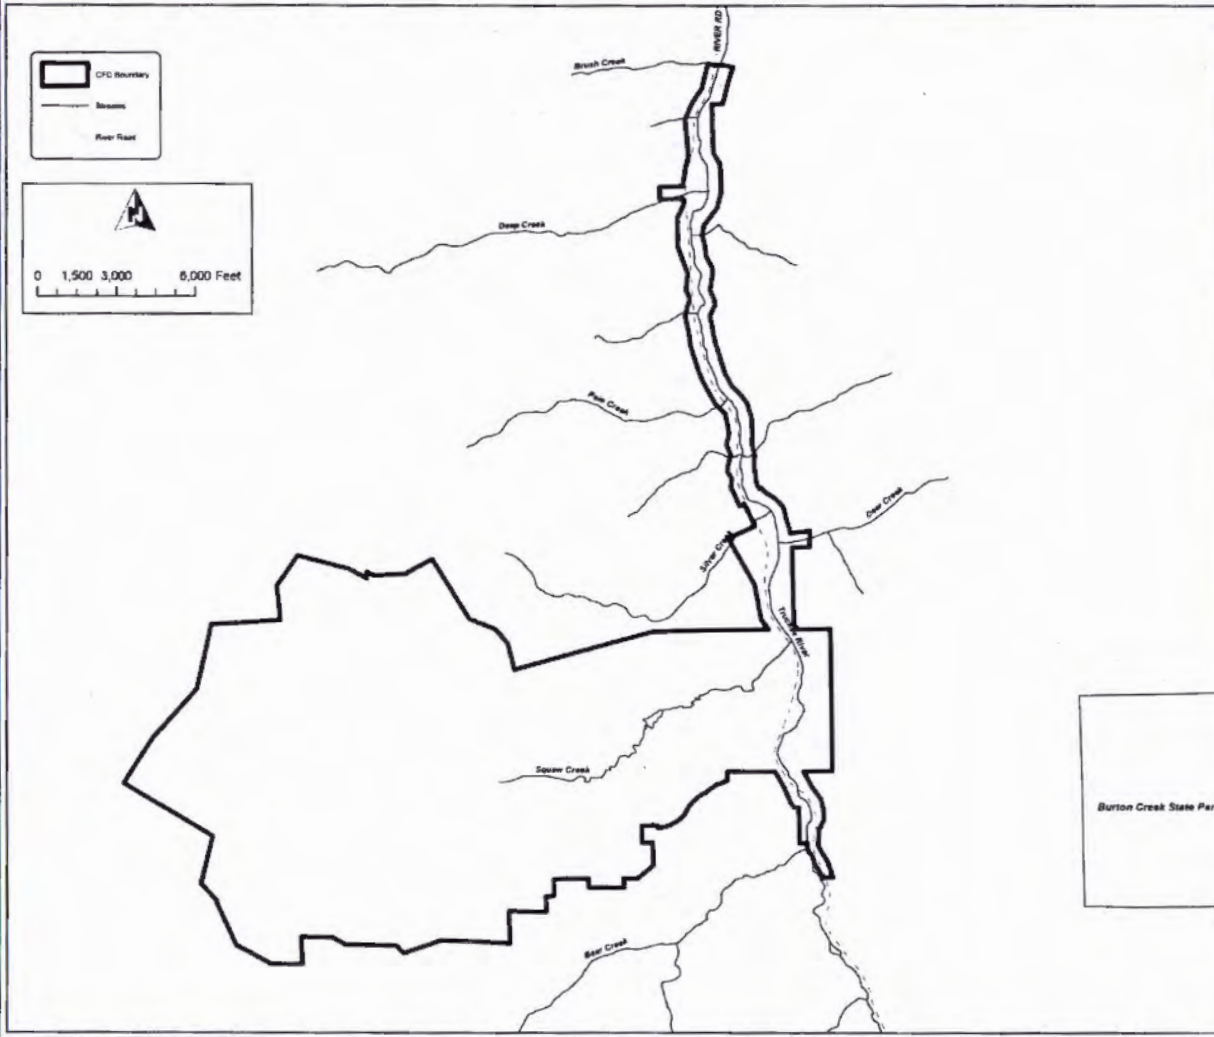 RIVER RD
Brush Creek
CFD Boundary
Streams
River Road
N
0 1,500 3,000 6,000 Feet
Deep Creek
Pole Creek
Deer Creek
Silver Creek
Truckee River
Squaw Creek
Burton Creek State Par
Bear Creek